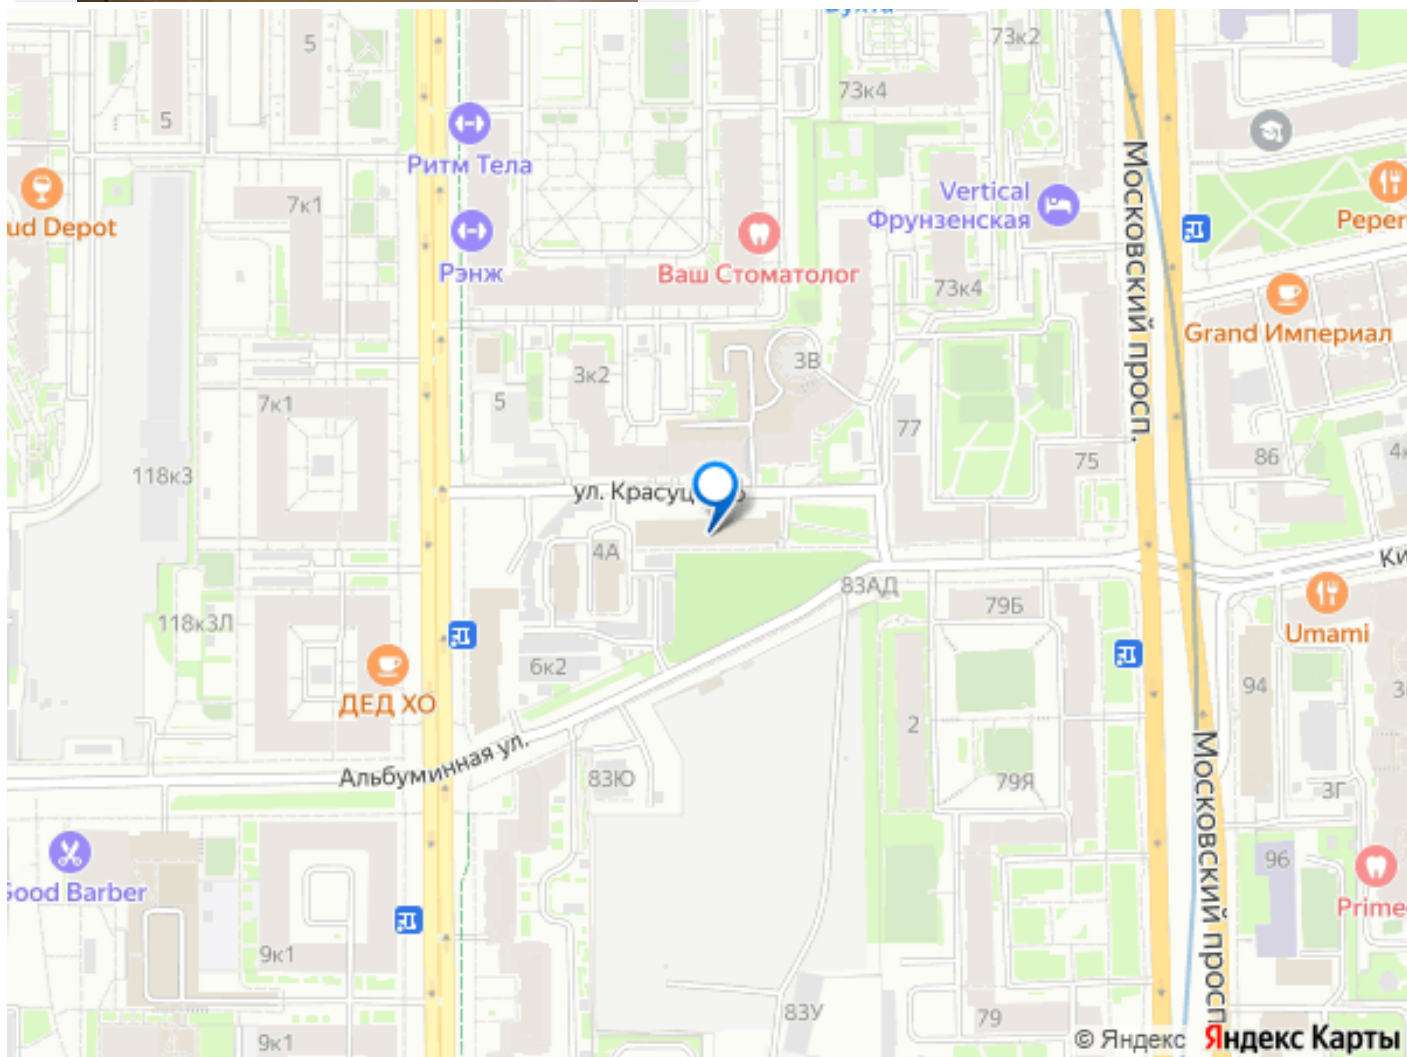 5
73к2
73к4
5
Ритм Тела
Vertical
Фрунзенская
Московский просп.
7к1
ud Depot
Рэнж
Ваш Стоматолог
73к4
Grand Империал
3к2
3В
7к1
5
77
118к3
75
86
ул. Красуц
4А
83АД
79Б
118к3Л
Umami
6к2
94
ДЕД ХО
2
Альбуминная ул.
83Ю
79Я
3Г
Московский просп
Good Barber
96
Prime
9к1
83У
79
9к1
© Яндекс Яндекс Карты